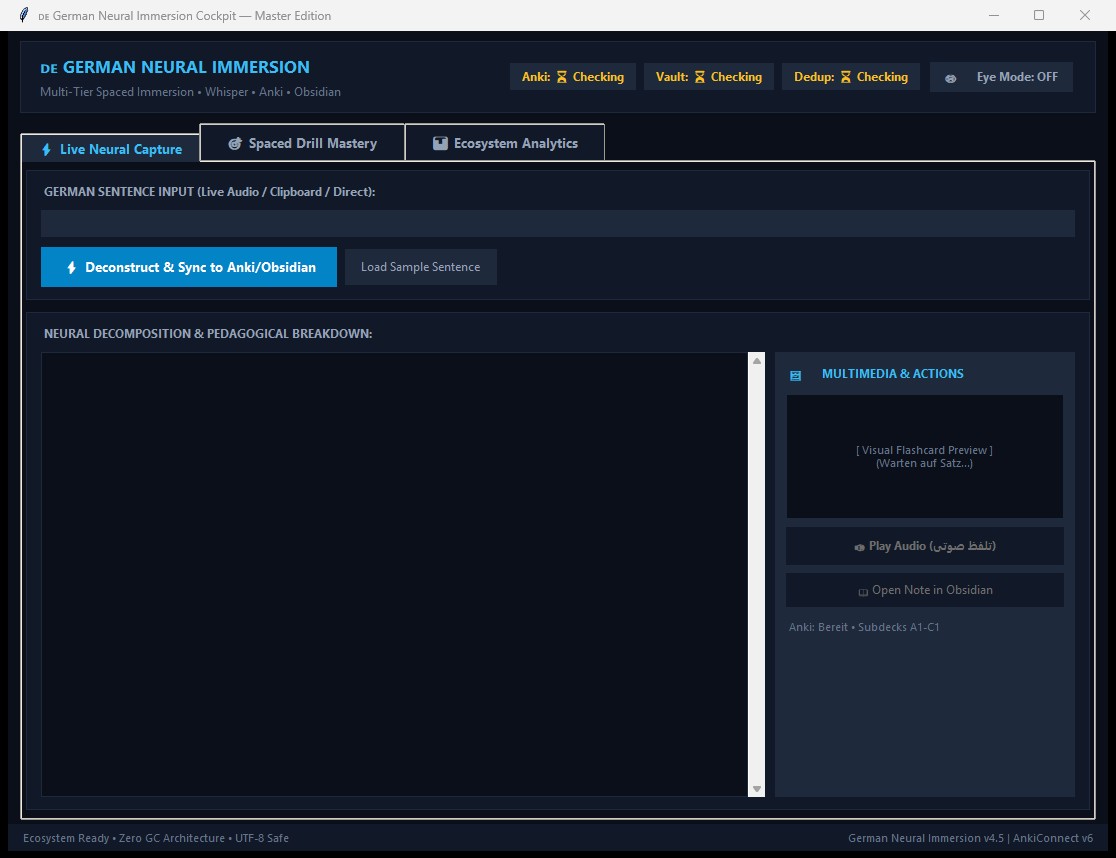 DE German Neural Immersion Cockpit — Master Edition
DE GERMAN NEURAL IMMERSION
Multi-Tier Spaced Immersion • Whisper • Anki • Obsidian
Anki: ⏳ Checking
Vault: ⏳ Checking
Dedup: ⏳ Checking
Eye Mode: OFF
Live Neural Capture
Spaced Drill Mastery
Ecosystem Analytics
GERMAN SENTENCE INPUT (Live Audio / Clipboard / Direct):
Deconstruct & Sync to Anki/Obsidian
Load Sample Sentence
NEURAL DECOMPOSITION & PEDAGOGICAL BREAKDOWN:
MULTIMEDIA & ACTIONS
[ Visual Flashcard Preview ]
(Warten auf Satz...)
Play Audio (تلفظ صوتی)
Open Note in Obsidian
Anki: Bereit • Subdecks A1-C1
Ecosystem Ready • Zero GC Architecture • UTF-8 Safe
German Neural Immersion v4.5 | AnkiConnect v6